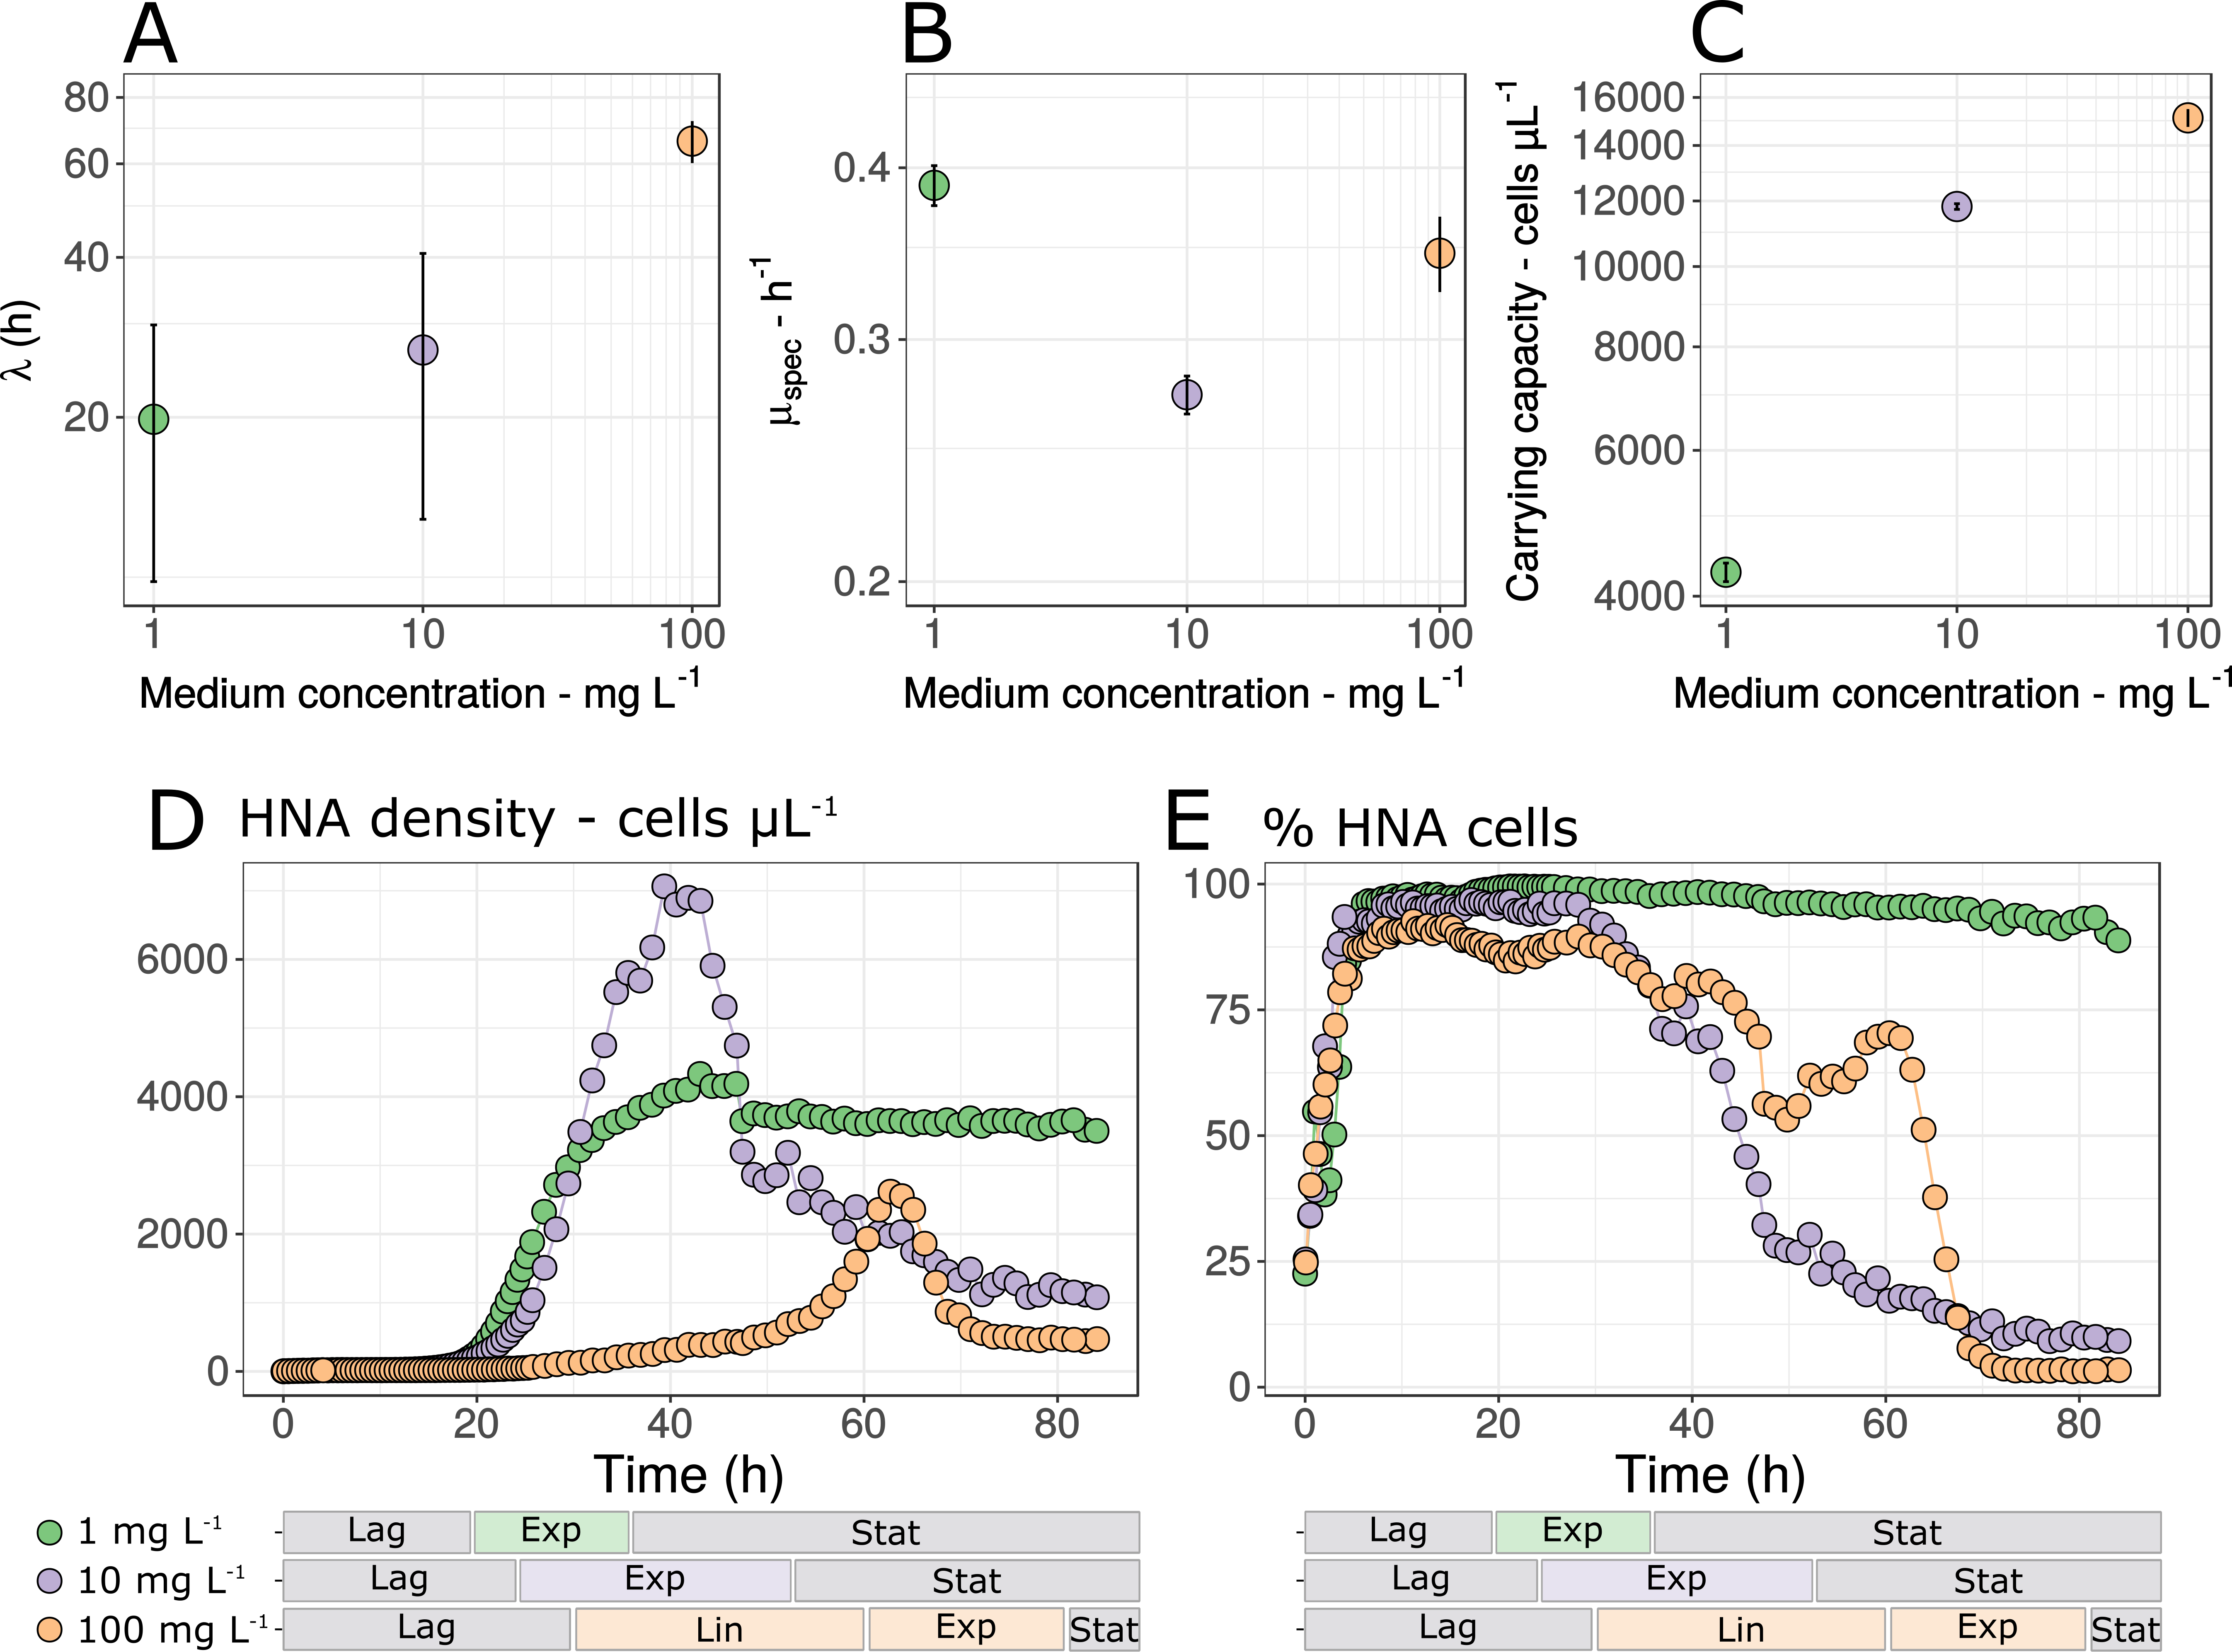 A
80
60
40
20
λ (h)
1 10 100
Medium concentration - mg L⁻¹
B
0.4
0.3
0.2
µspec - h⁻¹
1 10 100
Medium concentration - mg L⁻¹
C
16000
14000
12000
10000
8000
6000
4000
Carrying capacity - cells µL⁻¹
1 10 100
Medium concentration - mg L⁻¹
D HNA density - cells µL⁻¹
6000
4000
2000
0
0 20 40 60 80
Time (h)
E % HNA cells
100
75
50
25
0
0 20 40 60 80
Time (h)
1 mg L⁻¹ - Lag Exp Stat
10 mg L⁻¹ - Lag Exp Stat
100 mg L⁻¹ - Lag Lin Exp Stat
- Lag Exp Stat
- Lag Exp Stat
- Lag Lin Exp Stat